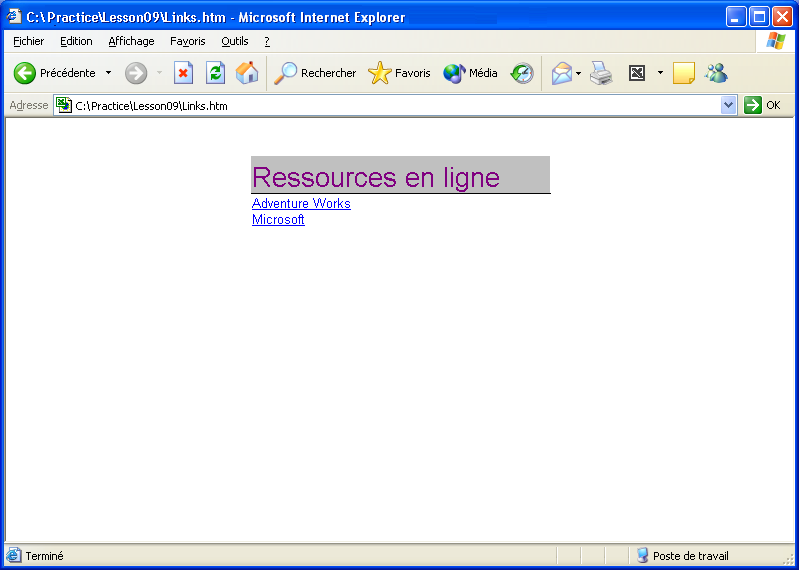 C:\Practice\Lesson09\Links.htm - Microsoft Internet Explorer
Fichier Edition Affichage Favoris Outils ?
Précédente Rechercher Favoris Média
Adresse C:\Practice\Lesson09\Links.htm OK
Ressources en ligne
Adventure Works
Microsoft
Terminé Poste de travail